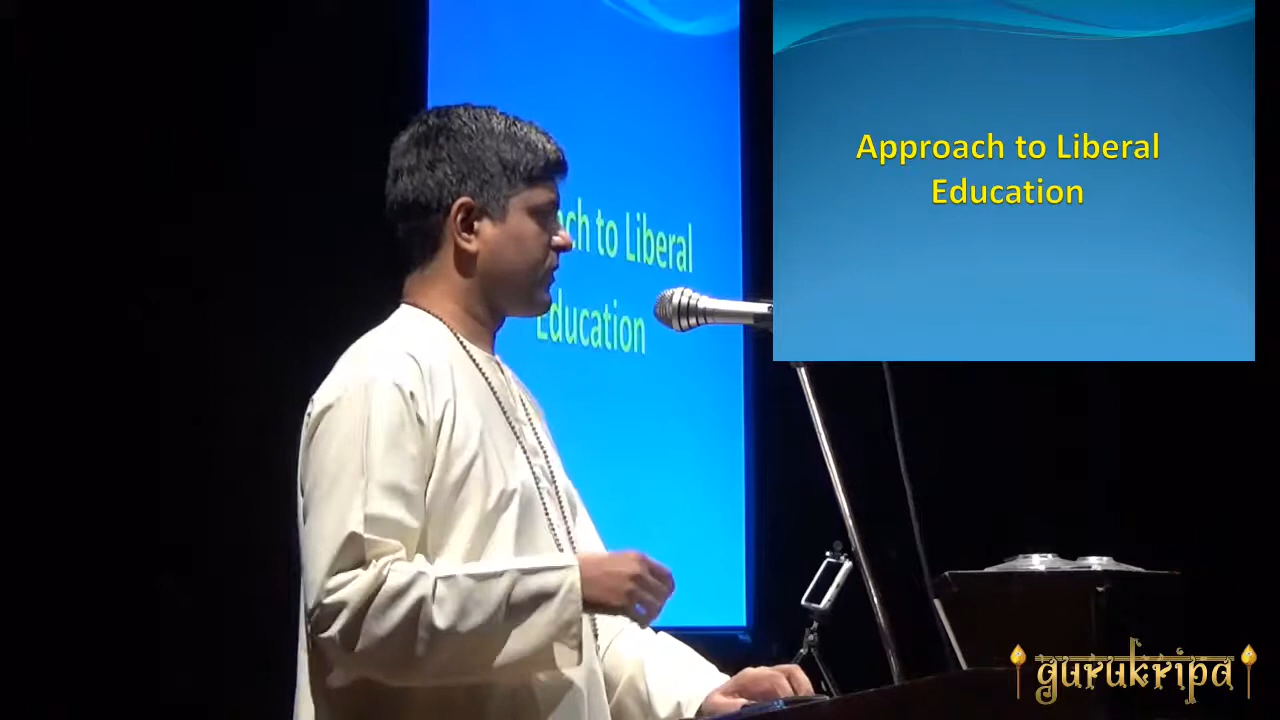 Approach to Liberal
Education
ch to Liberal
Education
gurukripa